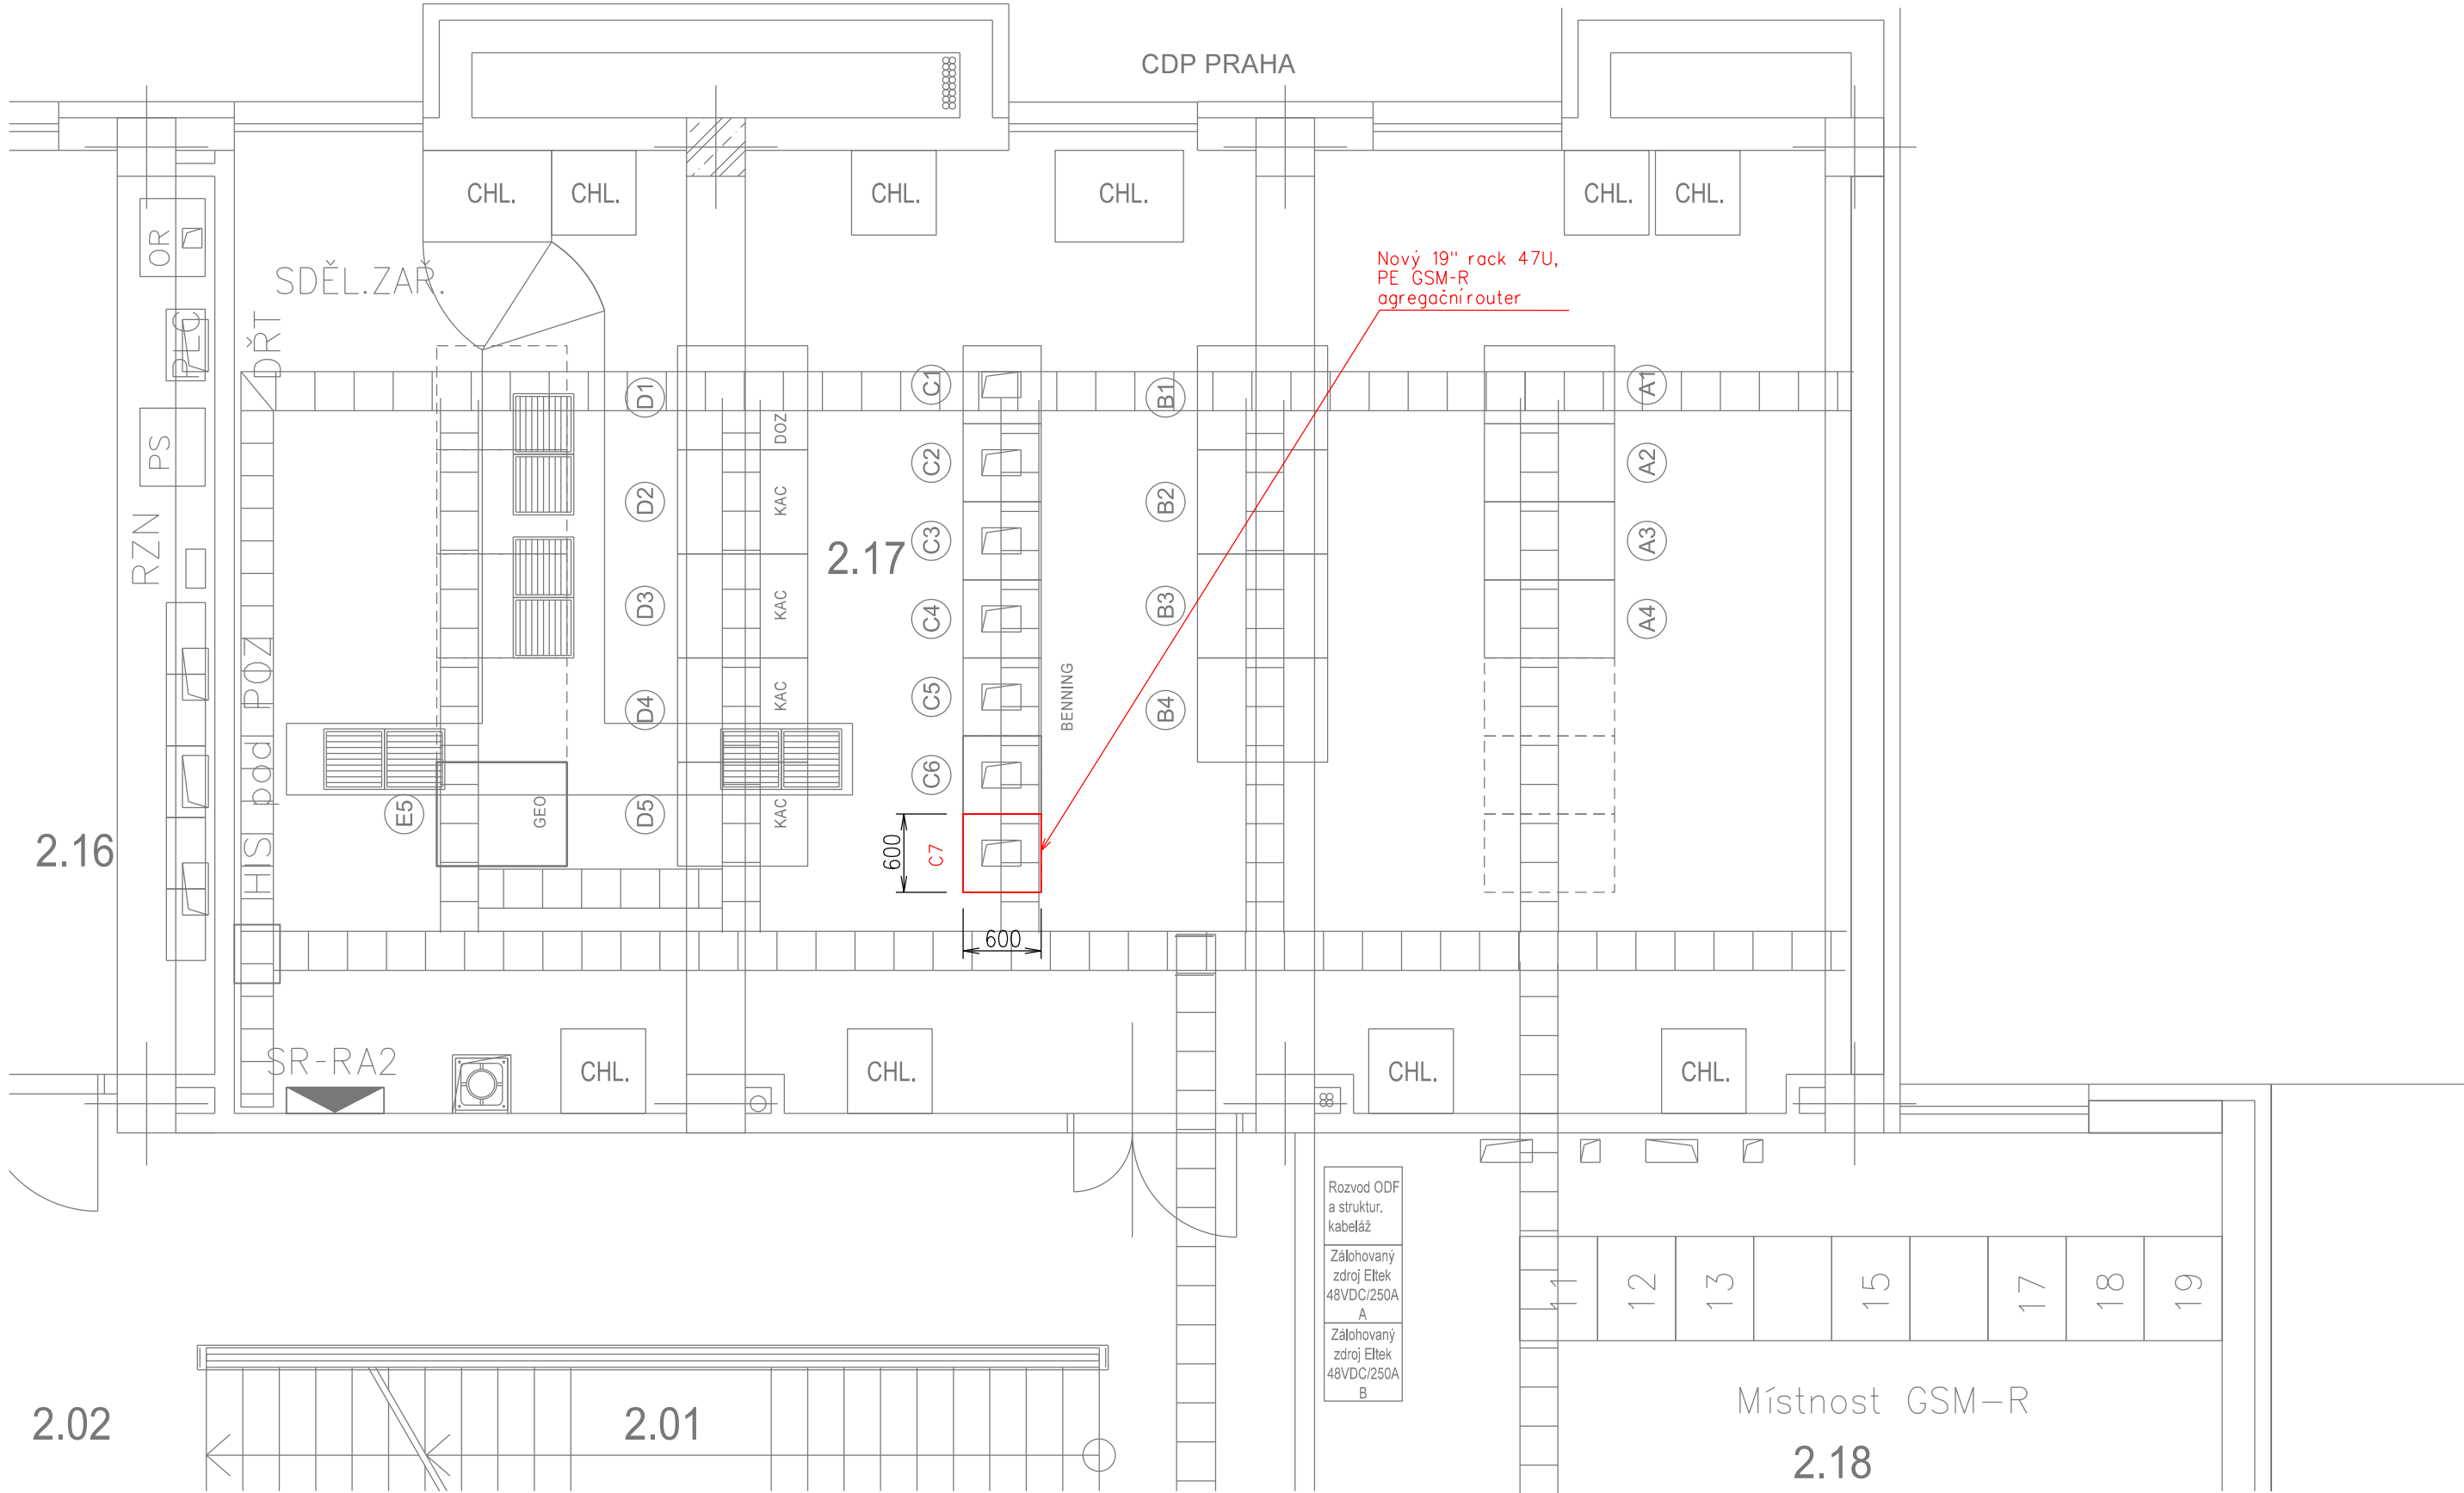 CDP PRAHA
CHL.
CHL.
CHL.
CHL.
CHL.
CHL.
OR
SDĚL.ZAŘ.
Nový 19" rack 47U,
PE GSM-R
agregační router
PLC
DŘT
D1
C1
B1
A1
DOZ
PS
C2
A2
D2
KAC
B2
RZN
2.17
C3
A3
D3
KAC
C4
B3
A4
HIS pod POZ
D4
KAC
C5
BENNING
B4
C6
E5
GEO
D5
KAC
2.16
600
C7
600
SR-RA2
CHL.
CHL.
CHL.
CHL.
Rozvod ODF
a struktur.
kabeláž
Zálohovaný
zdroj Eltek
48VDC/250A
A
Zálohovaný
zdroj Eltek
48VDC/250A
B
11
12
13
15
17
18
19
Místnost GSM-R
2.02
2.01
2.18